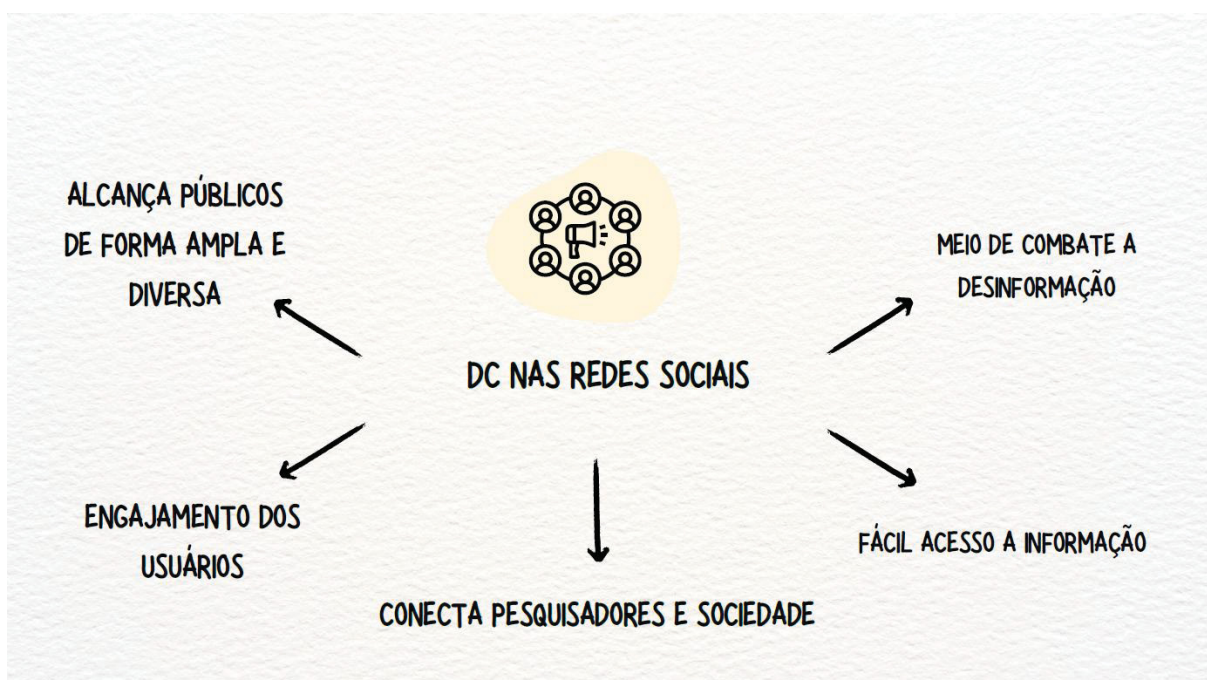 ALCANÇA PÚBLICOS
DE FORMA AMPLA E
DIVERSA
MEIO DE COMBATE A
DESINFORMAÇÃO
DC NAS REDES SOCIAIS
ENGAJAMENTO DOS
USUÁRIOS
FÁCIL ACESSO A INFORMAÇÃO
CONECTA PESQUISADORES E SOCIEDADE